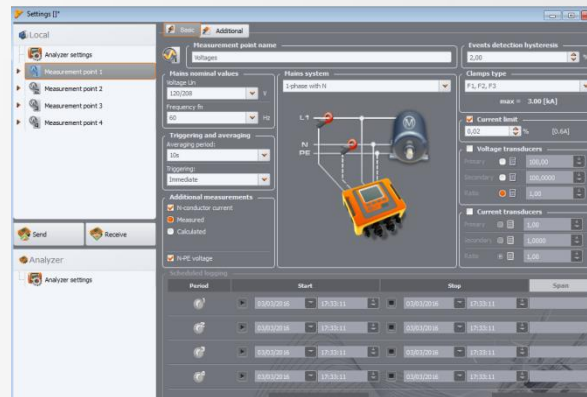 Settings []*
Local
Analyzer settings
Measurement point 1
Measurement point 2
Measurement point 3
Measurement point 4
Send
Receive
Analyzer
Analyzer settings
Basic
Additional
Measurement point name
Voltages
Events detection hysteresis
2,00
%
Mains nominal values
Voltage Un
120/208
V
Frequency fn
60
Hz
Triggering and averaging
Averaging period:
10s
Triggering:
Immediate
Additional measurements
N-conductor current
Measured
Calculated
N-PE voltage
Mains system
1-phase with N
L1
N
PE
M
Clamps type
F1, F2, F3
max = 3.00 [kA]
Current limit
0,02
%
[0.64]
Voltage transducers
Primary
100,00
Secondary
100,0000
Ratio
1,00
Current transducers
Primary
1,00
Secondary
1,0000
Ratio
1,00
Scheduled logging
Period
Start
Stop
Span
1
03/03/2016
17:33:11
03/03/2016
17:33:11
2
03/03/2016
17:33:11
03/03/2016
17:33:11
3
03/03/2016
17:33:11
03/03/2016
17:33:11
4
03/03/2016
17:33:11
03/03/2016
17:33:11